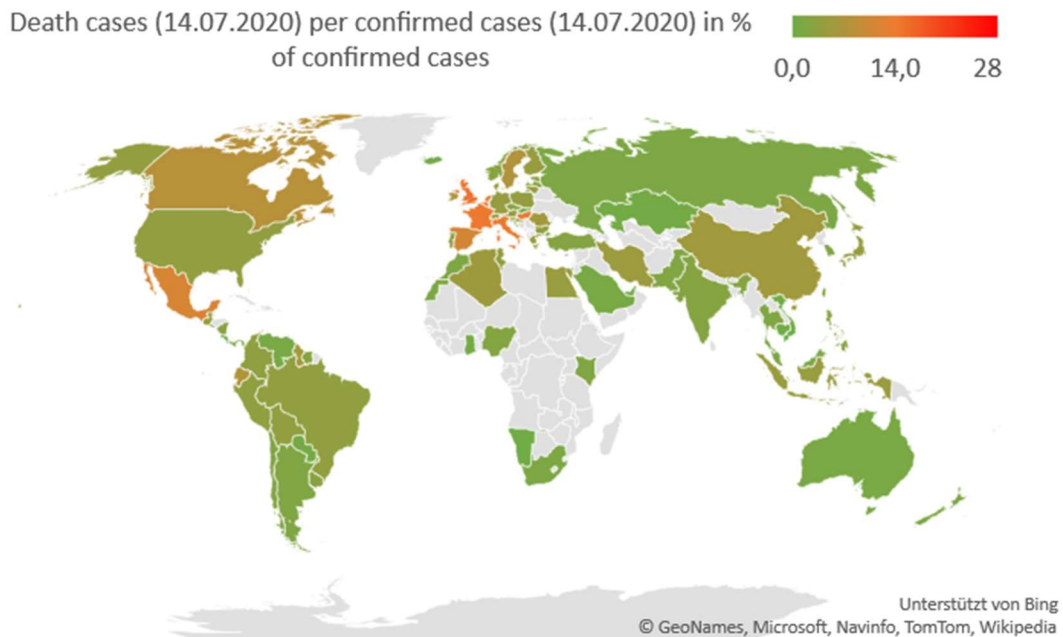 Death cases (14.07.2020) per confirmed cases (14.07.2020) in %
of confirmed cases
0,0 14,0 28
Unterstützt von Bing
© GeoNames, Microsoft, Navinfo, TomTom, Wikipedia